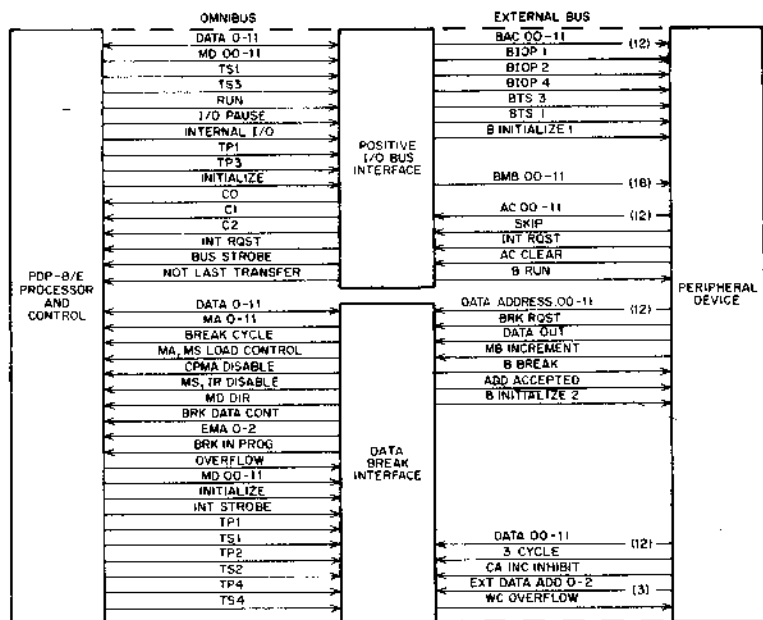 OMNIBUS
EXTERNAL BUS
DATA 0-11
MD 00-11
TS1
TS3
RUN
I/O PAUSE
INTERNAL I/O
TP1
TP3
INITIALIZE
C0
C1
C2
INT RQST
BUS STROBE
NOT LAST TRANSFER
POSITIVE
I/O BUS
INTERFACE
BAC 00-11
(12)
BIOP 1
BIOP 2
BIOP 4
BTS 3
BTS 1
B INITIALIZE 1
BMB 00-11
(18)
AC 00-11
(12)
SKIP
INT RQST
AC CLEAR
B RUN
PDP-8/E
PROCESSOR
AND
CONTROL
PERIPHERAL
DEVICE
DATA 0-11
MA 0-11
BREAK CYCLE
MA, MS LOAD CONTROL
CPMA DISABLE
MS, IR DISABLE
MD DIR
BRK DATA CONT
EMA 0-2
BRK IN PROG
OVERFLOW
MD 00-11
INITIALIZE
INT STROBE
TP1
TS1
TP2
TS2
TP4
TS4
DATA
BREAK
INTERFACE
DATA ADDRESS 00-11
(12)
BRK RQST
DATA OUT
MB INCREMENT
B BREAK
ADD ACCEPTED
B INITIALIZE 2
DATA 00-11
(12)
3 CYCLE
CA INC INHIBIT
EXT DATA ADD 0-2
(3)
WC OVERFLOW